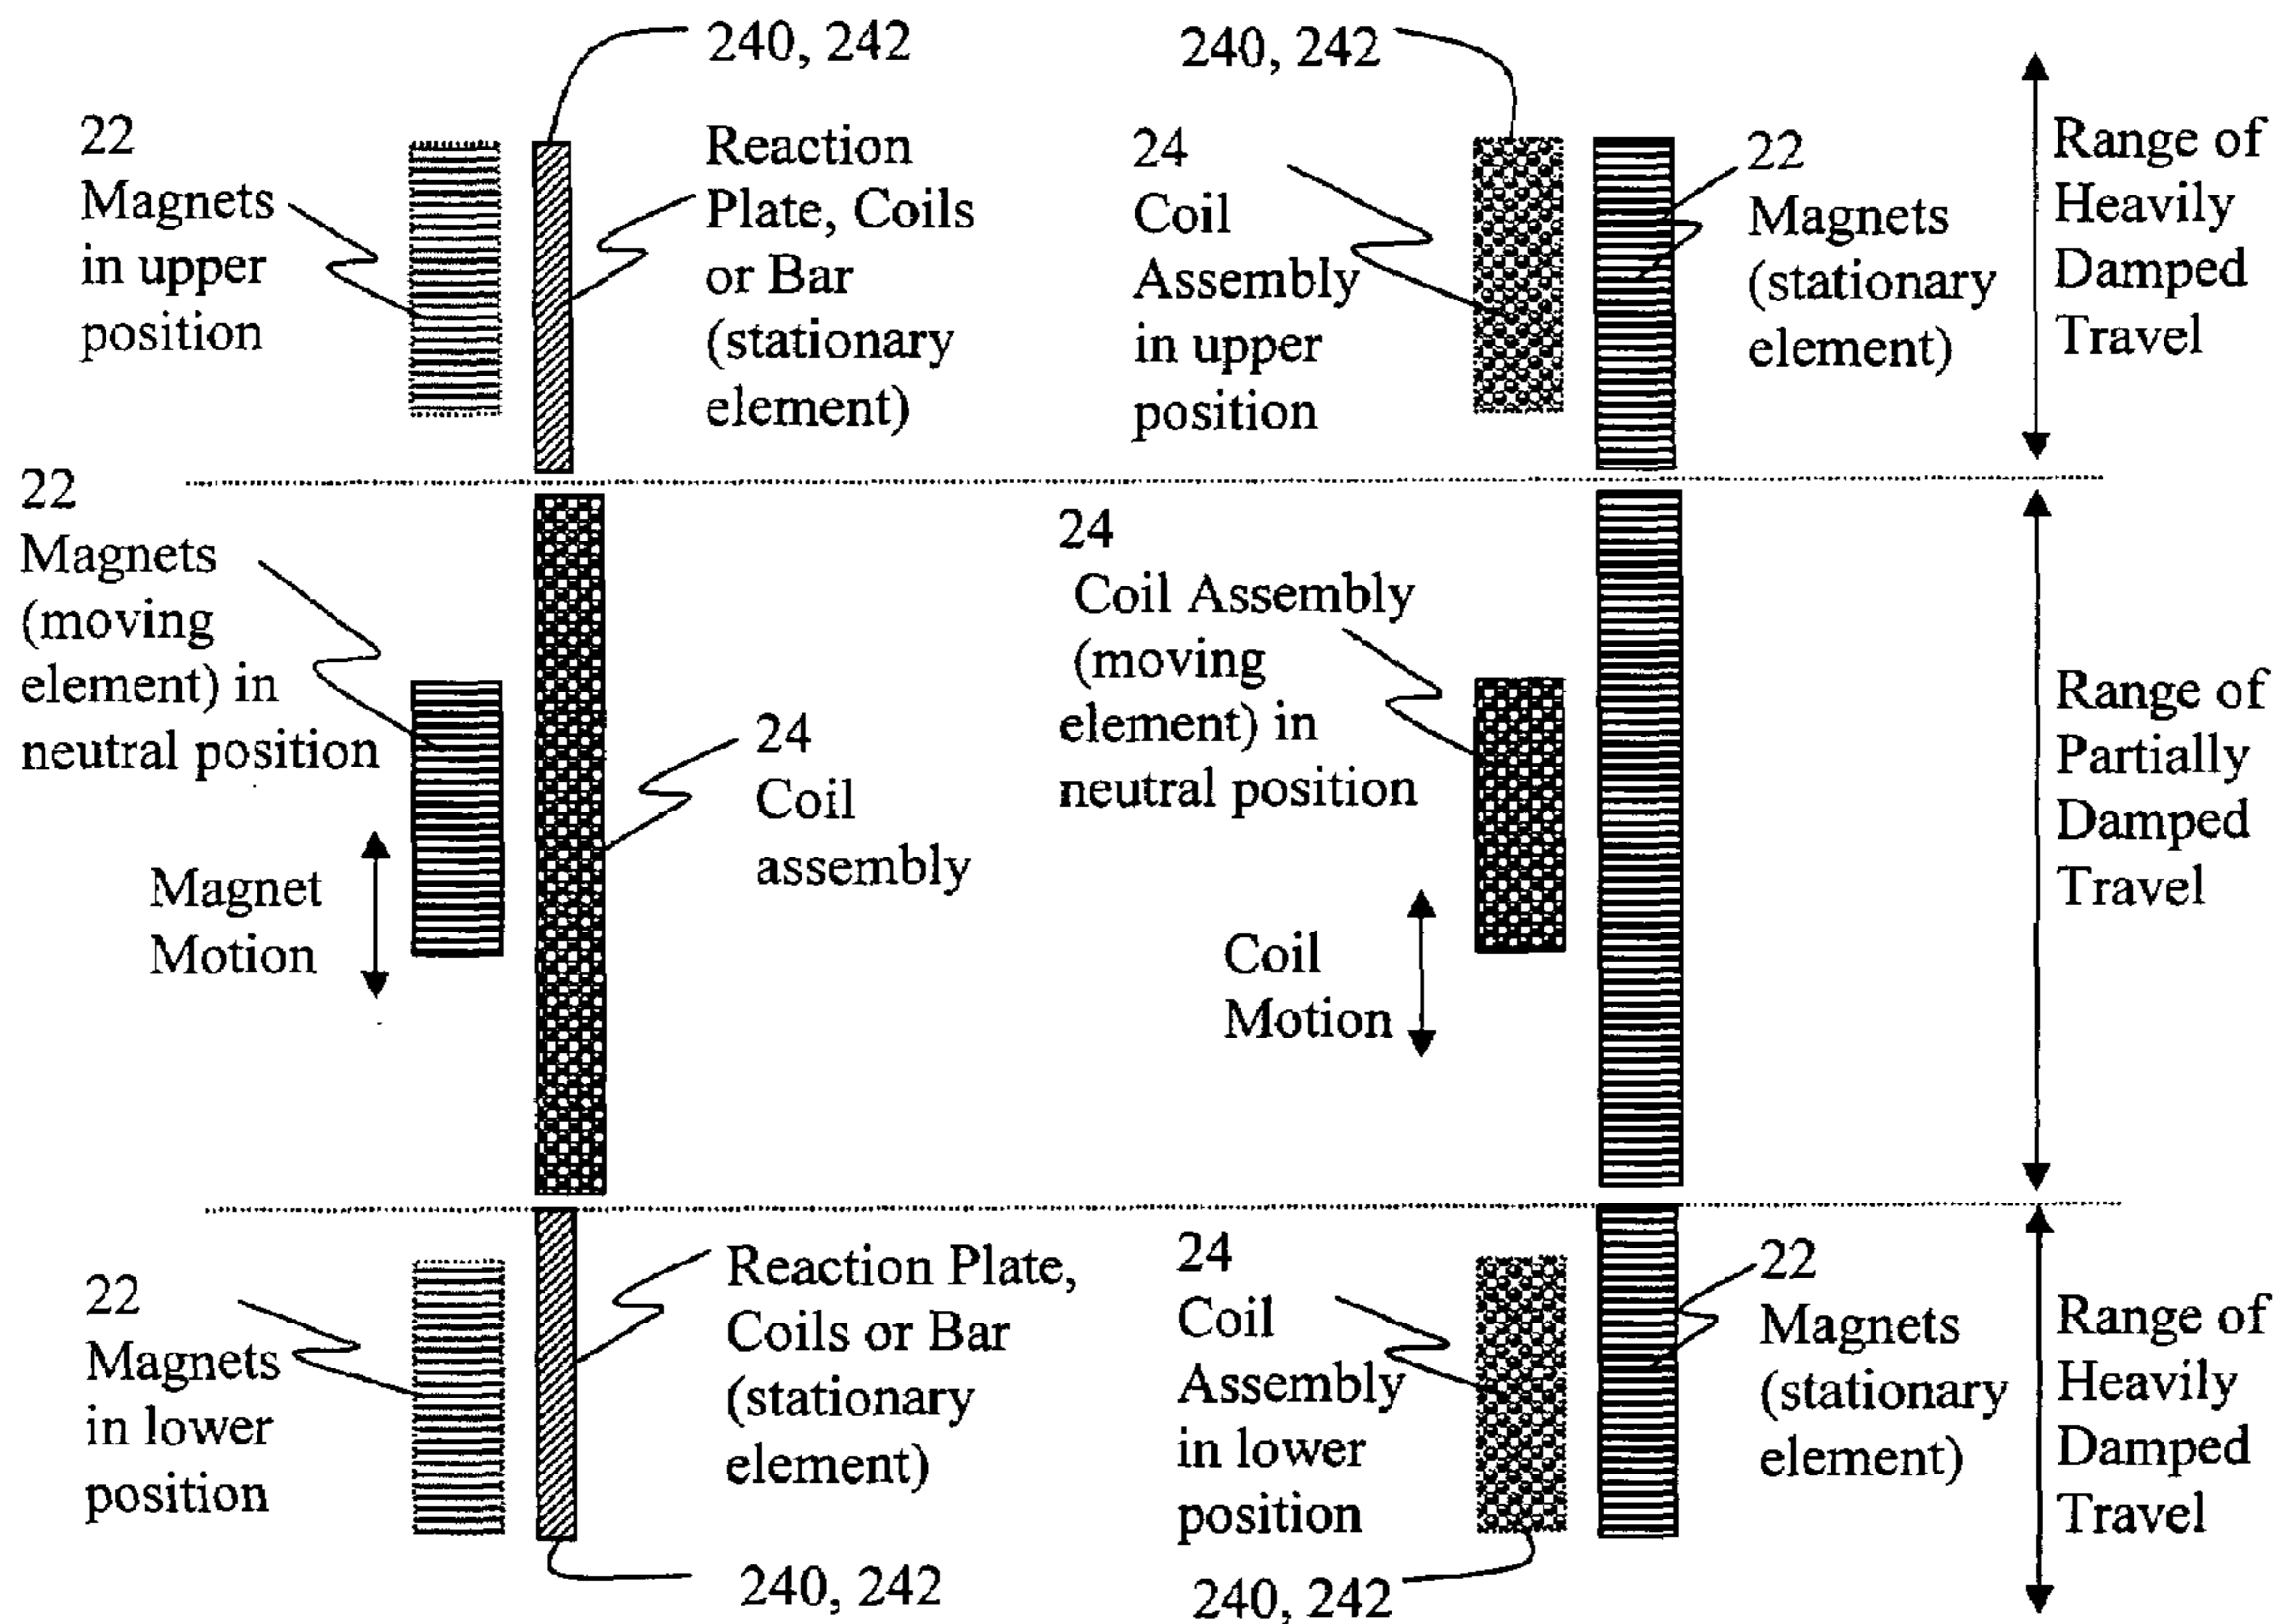 240, 242
240, 242
22
Magnets
in upper
position
Reaction
Plate, Coils
or Bar
(stationary
element)
24
Coil
Assembly
in upper
position
22
Magnets
(stationary
element)
Range of
Heavily
Damped
Travel
22
Magnets
(moving
element) in
neutral position
Magnet
Motion
24
Coil
assembly
24
Coil Assembly
(moving
element) in
neutral position
Coil
Motion
Range of
Partially
Damped
Travel
22
Magnets
in lower
position
Reaction Plate,
Coils or Bar
(stationary
element)
240, 242
24
Coil
Assembly
in lower
position
240, 242
22
Magnets
(stationary
element)
Range of
Heavily
Damped
Travel